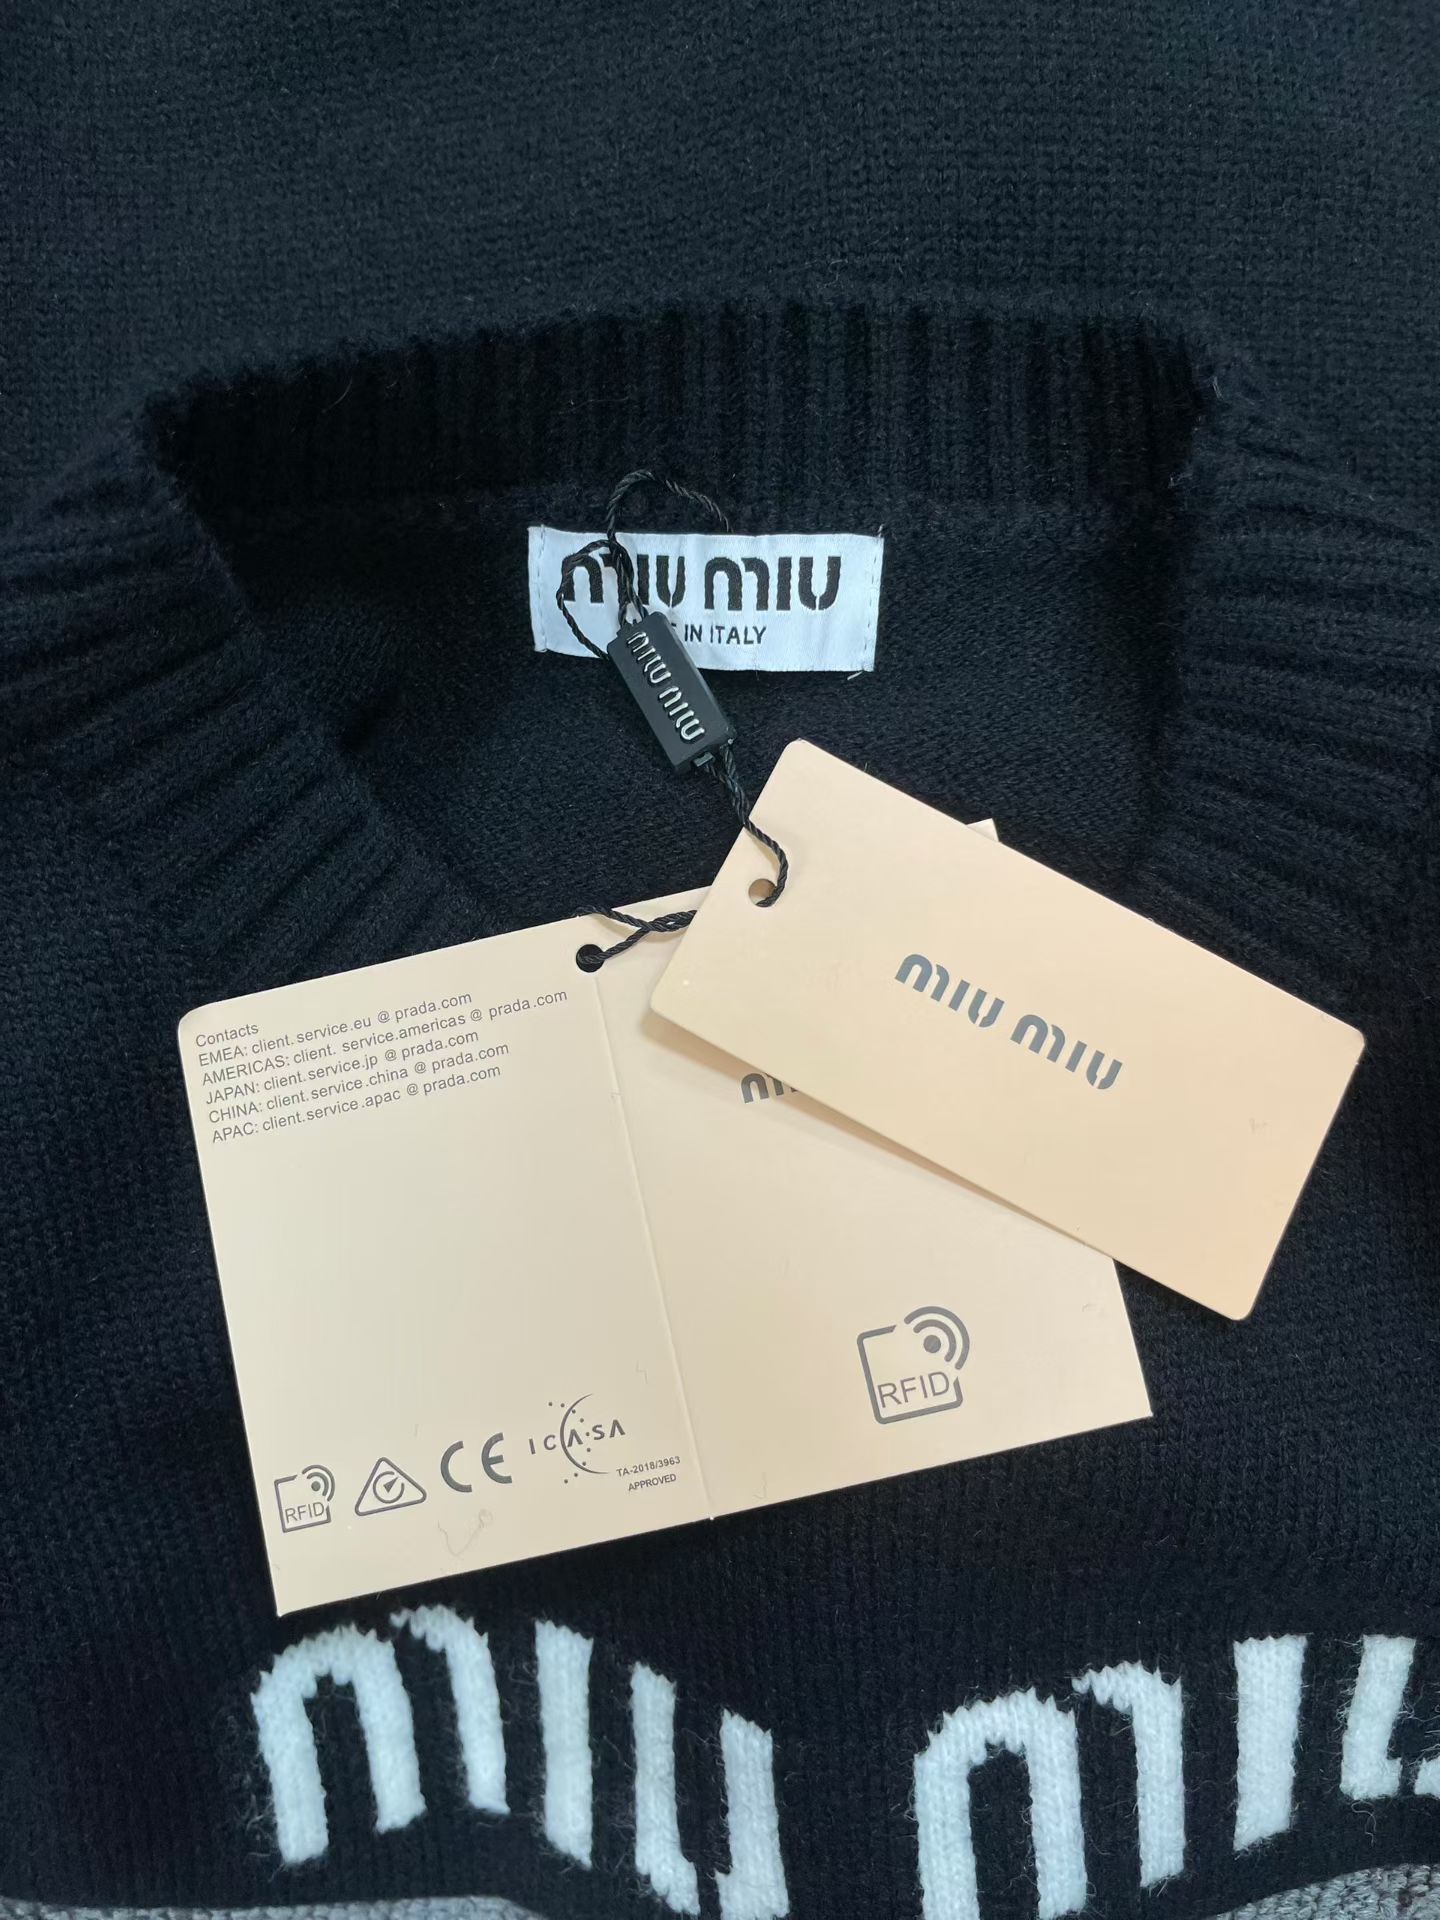 MIU MIU
IN ITALY
MIU MIU
MIU MIU
Contacts
EMEA: client.service.eu @ prada.com
AMERICAS: client. service.americas @ prada.com
JAPAN: client.service.jp @ prada.com
CHINA: client.service.china @ prada.com
APAC: client.service.apac @ prada.com
RFID
RFID
CE
ICASA
TA-2018/3963
APPROVED
MIU MIU